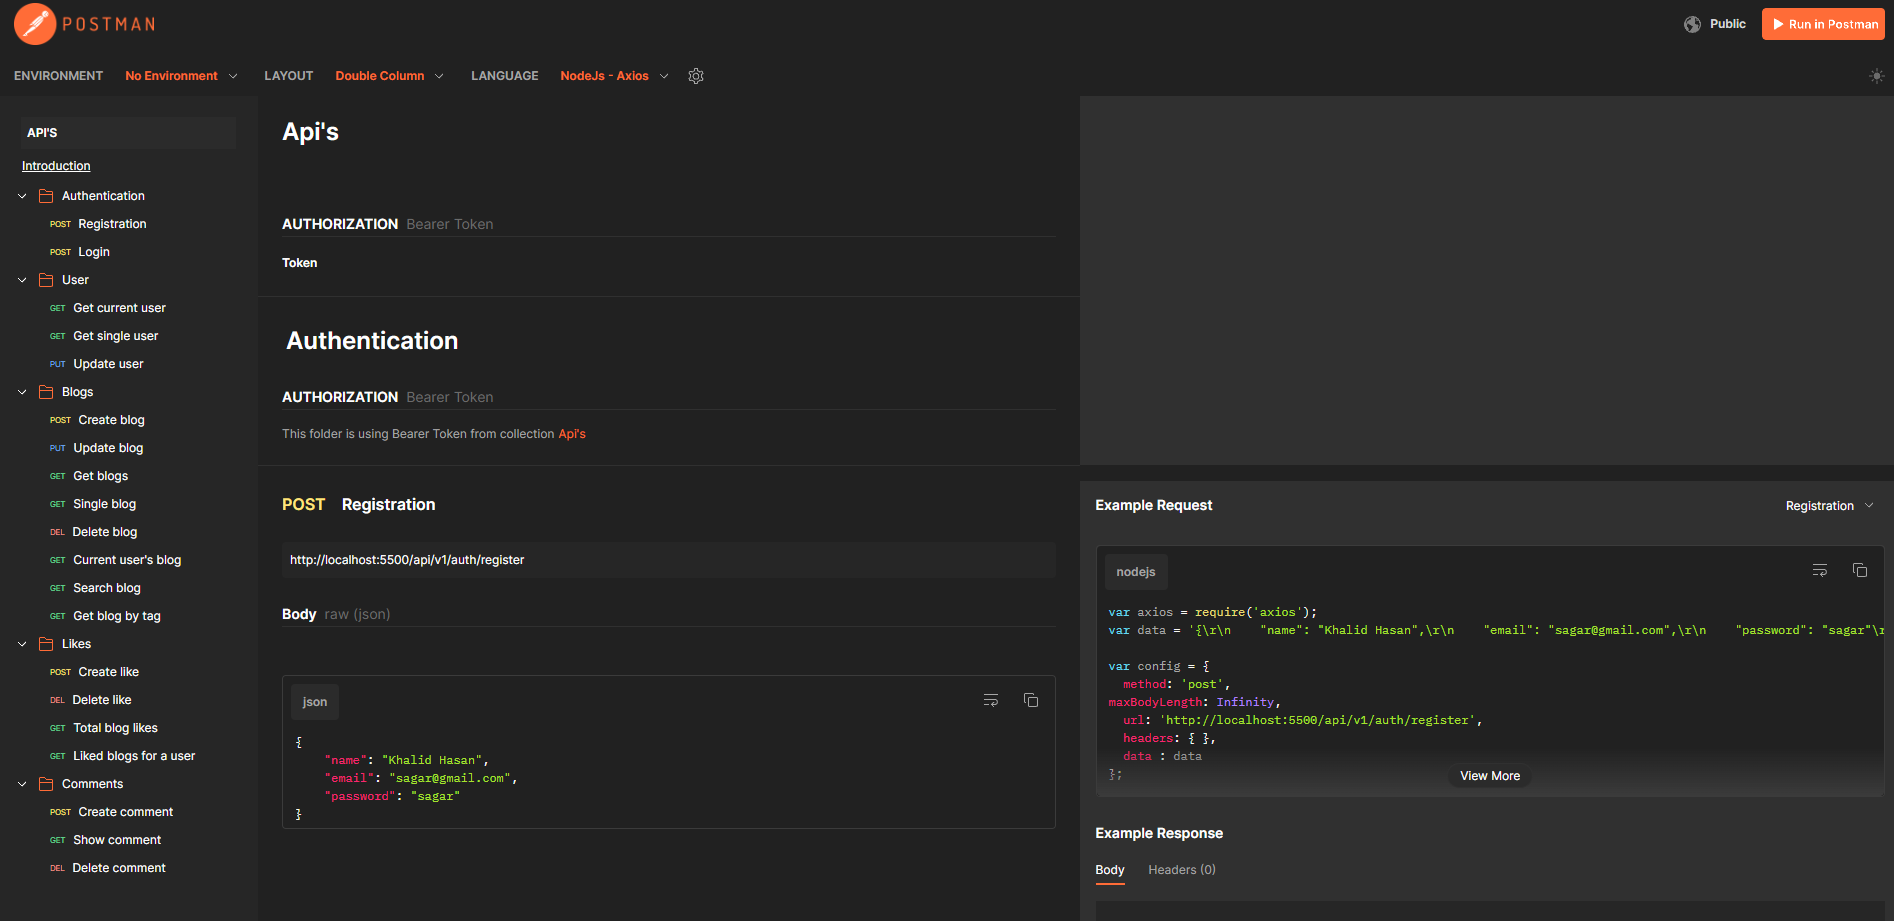 POSTMAN
Public
Run in Postman
ENVIRONMENT No Environment LAYOUT Double Column LANGUAGE NodeJs - Axios
API'S
Introduction
Authentication
POST Registration
POST Login
User
GET Get current user
GET Get single user
PUT Update user
Blogs
POST Create blog
PUT Update blog
GET Get blogs
GET Single blog
DEL Delete blog
GET Current user's blog
GET Search blog
GET Get blog by tag
Likes
POST Create like
DEL Delete like
GET Total blog likes
GET Liked blogs for a user
Comments
POST Create comment
GET Show comment
DEL Delete comment
Api's
AUTHORIZATION Bearer Token
Token
Authentication
AUTHORIZATION Bearer Token
This folder is using Bearer Token from collection Api's
POST Registration
http://localhost:5500/api/v1/auth/register
Body raw (json)
json
{
    "name": "Khalid Hasan",
    "email": "sagar@gmail.com",
    "password": "sagar"
}
Example Request
Registration
nodejs
var axios = require('axios');
var data = '{\r\n    "name": "Khalid Hasan",\r\n    "email": "sagar@gmail.com",\r\n    "password": "sagar"\r
var config = {
  method: 'post',
maxBodyLength: Infinity,
  url: 'http://localhost:5500/api/v1/auth/register',
  headers: { },
  data : data
};
View More
Example Response
Body Headers (0)